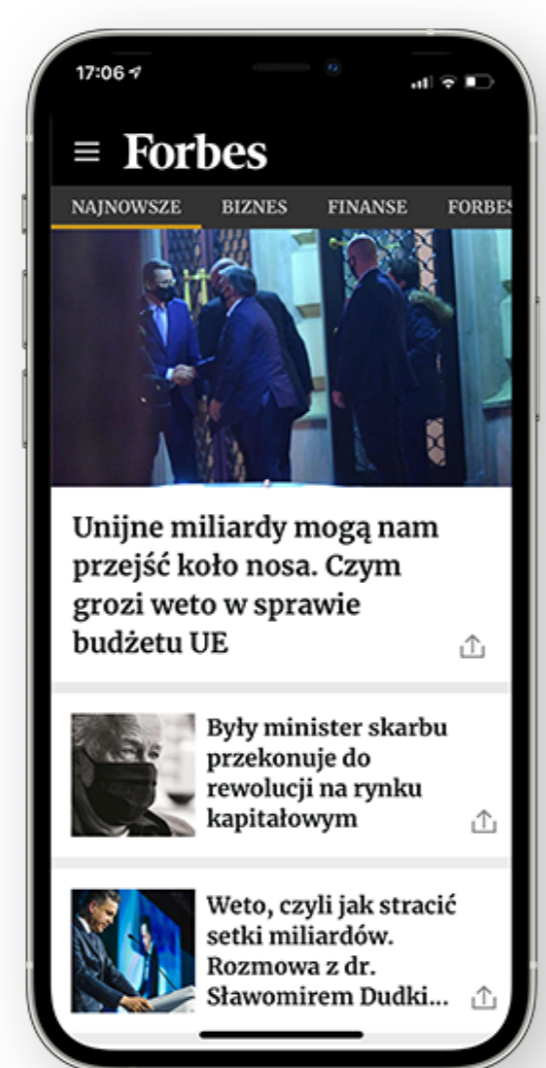 17:06
Forbes
NAJNOWSZE BIZNES FINANSE FORBES
Unijne miliardy mogą nam
przejść koło nosa. Czym
grozi weto w sprawie
budżetu UE
Były minister skarbu
przekonuje do
rewolucji na rynku
kapitałowym
Weto, czyli jak stracić
setki miliardów.
Rozmowa z dr.
Sławomirem Dudki...